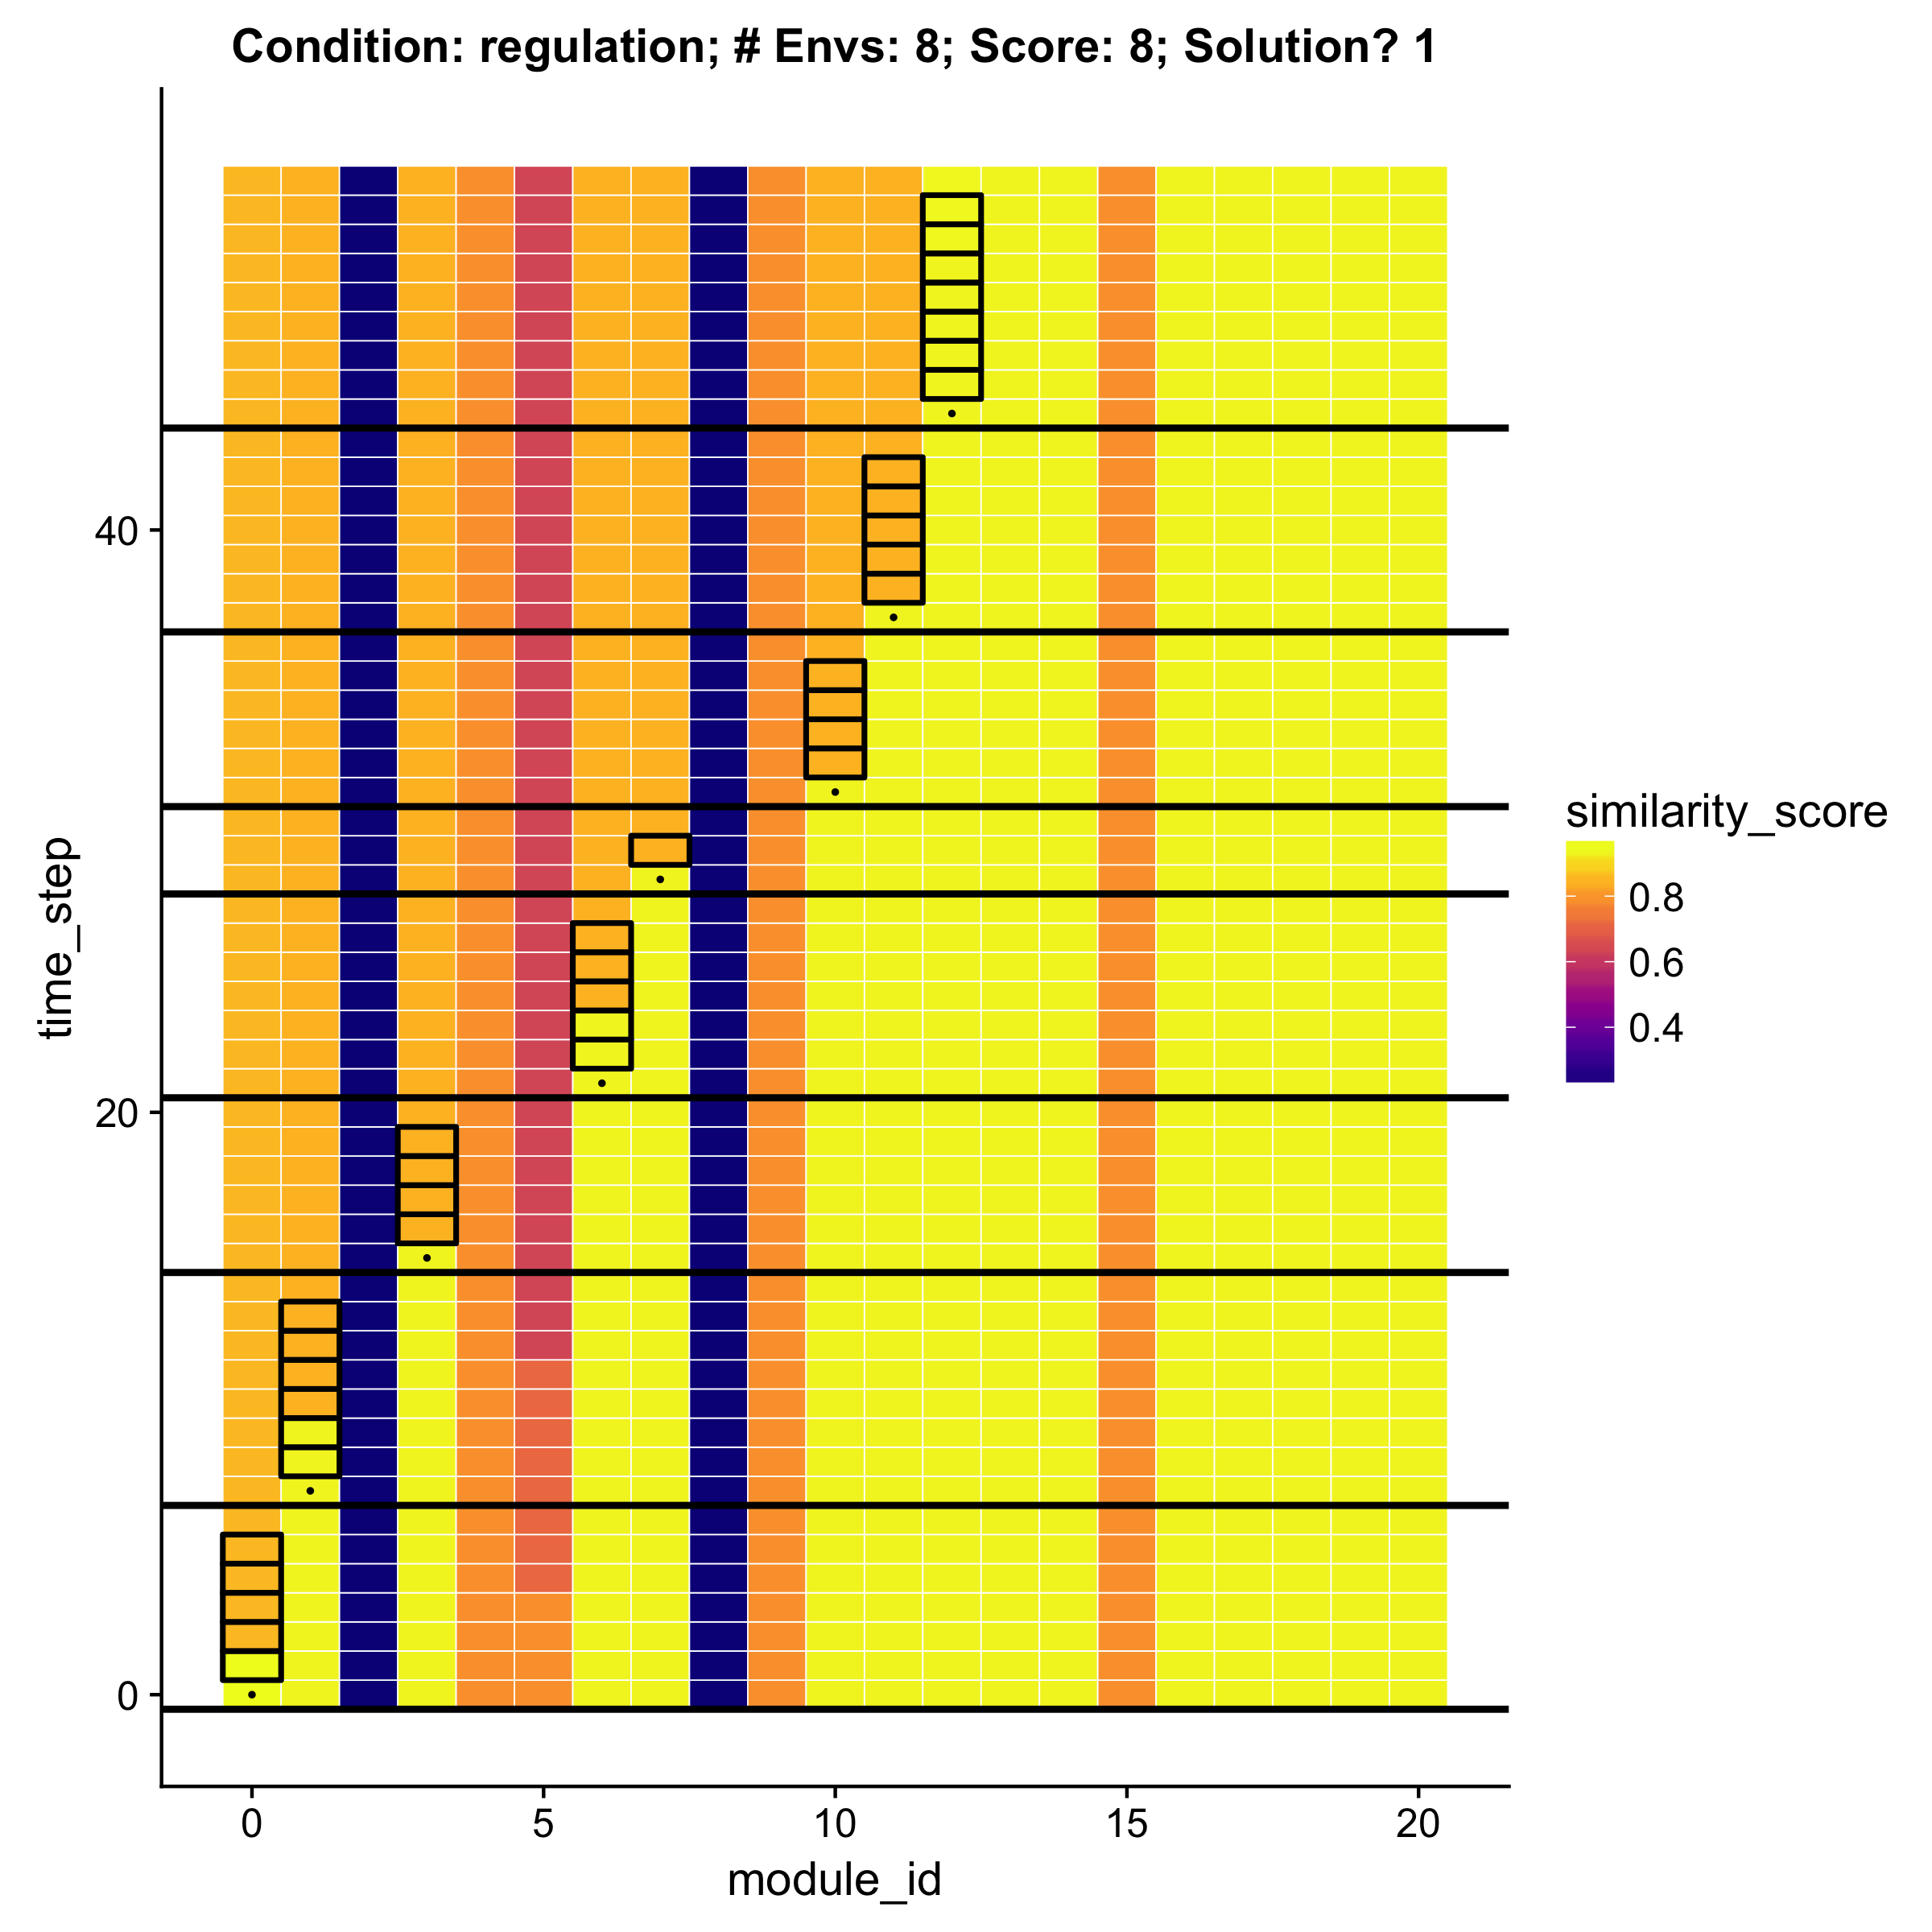 Condition: regulation; # Envs: 8; Score: 8; Solution? 1
time_step
40
20
0
0 5 10 15 20
module_id
similarity_score
0.8
0.6
0.4